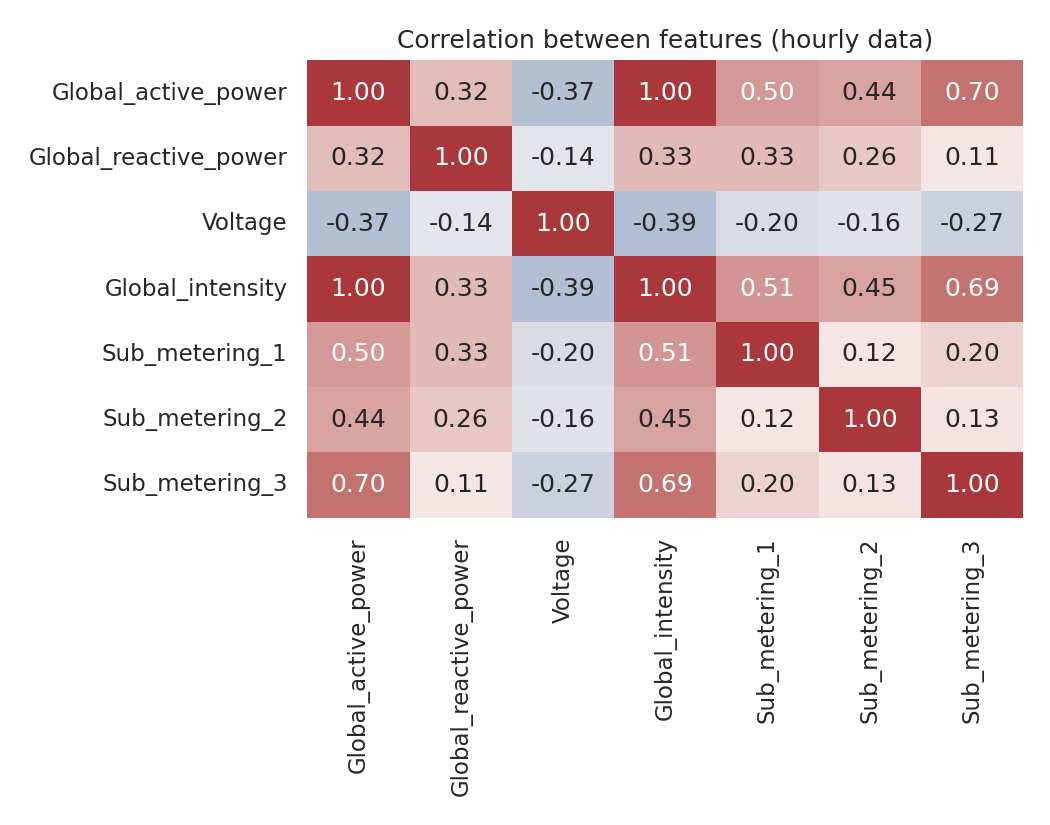 Correlation between features (hourly data)
Global_active_power 1.00 0.32 -0.37 1.00 0.50 0.44 0.70
Global_reactive_power 0.32 1.00 -0.14 0.33 0.33 0.26 0.11
Voltage -0.37 -0.14 1.00 -0.39 -0.20 -0.16 -0.27
Global_intensity 1.00 0.33 -0.39 1.00 0.51 0.45 0.69
Sub_metering_1 0.50 0.33 -0.20 0.51 1.00 0.12 0.20
Sub_metering_2 0.44 0.26 -0.16 0.45 0.12 1.00 0.13
Sub_metering_3 0.70 0.11 -0.27 0.69 0.20 0.13 1.00
Global_active_power
Global_reactive_power
Voltage
Global_intensity
Sub_metering_1
Sub_metering_2
Sub_metering_3